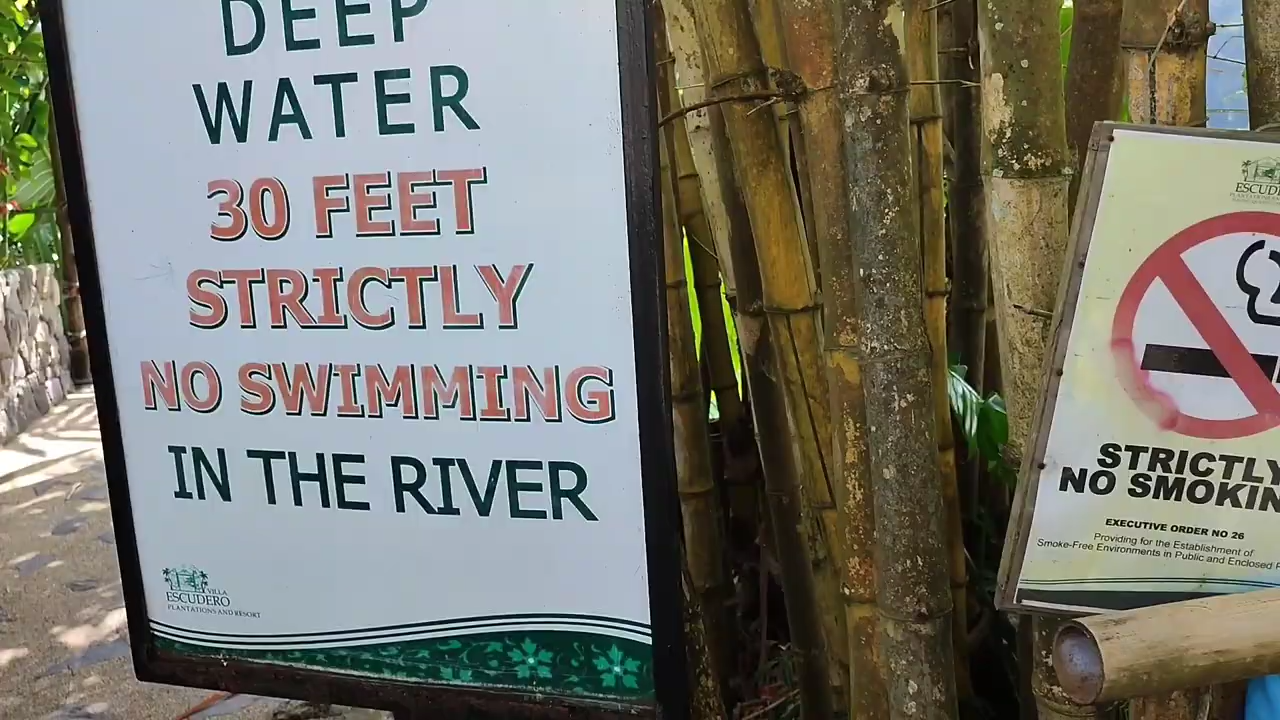 DEEP
WATER
30 FEET
STRICTLY
NO SWIMMING
IN THE RIVER
VILLA
ESCUDERO
PLANTATIONS AND RESORT
STRICTLY
NO SMOKIN
EXECUTIVE ORDER NO 26
Providing for the Establishment of
Smoke-Free Environments in Public and Enclosed